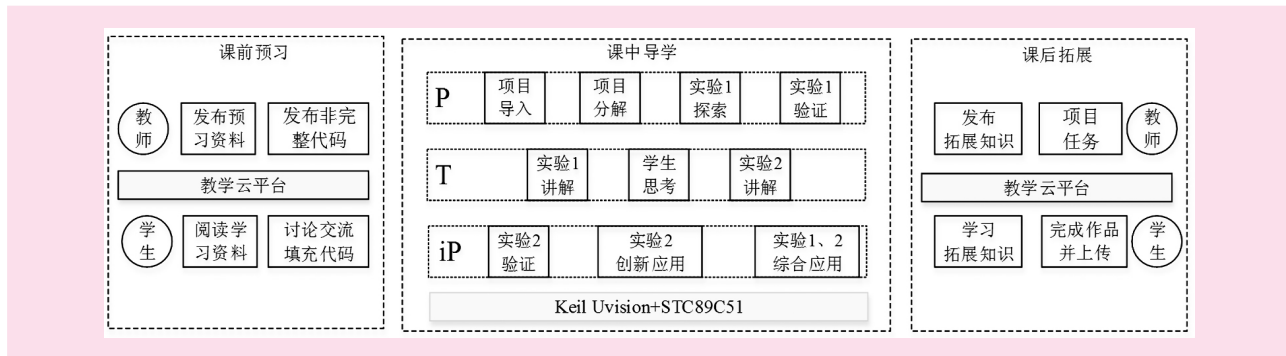 课前预习
教师
发布预
习资料
发布非完
整代码
教学云平台
学生
阅读学
习资料
讨论交流
填充代码
课中导学
P
项目
导入
项目
分解
实验1
探索
实验1
验证
T
实验1
讲解
学生
思考
实验2
讲解
iP
实验2
验证
实验2
创新应用
实验1、2
综合应用
Keil Uvision+STC89C51
课后拓展
发布
拓展知识
项目
任务
教师
教学云平台
学习
拓展知识
完成作品
并上传
学生